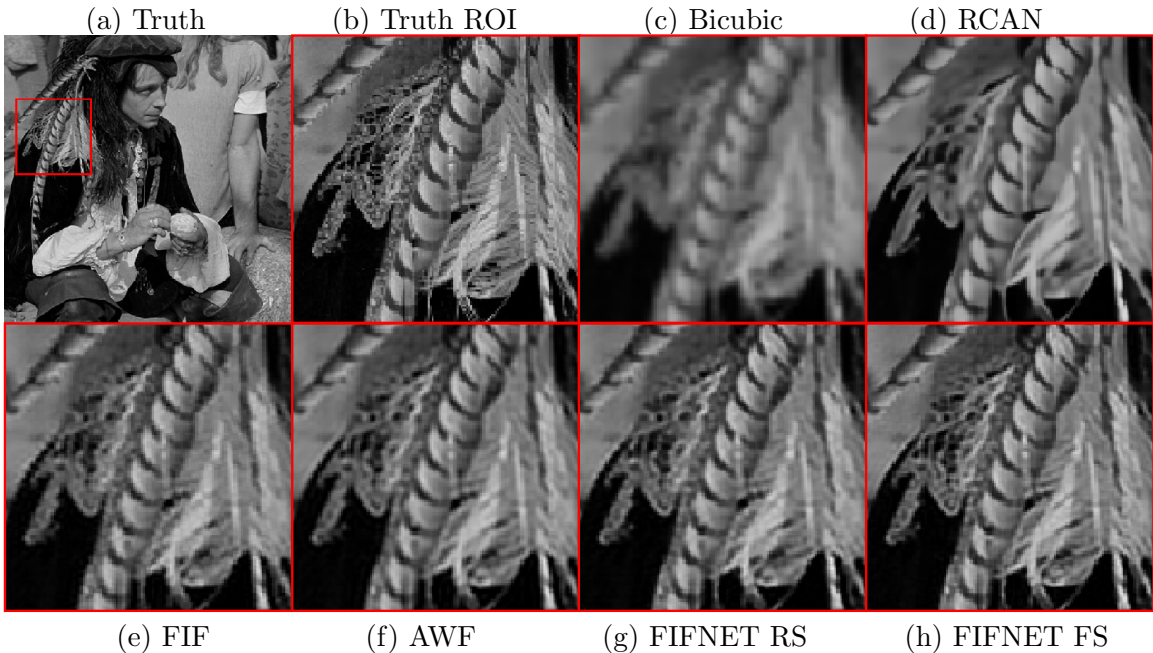 (a) Truth
(b) Truth ROI
(c) Bicubic
(d) RCAN
(e) FIF
(f) AWF
(g) FIFNET RS
(h) FIFNET FS